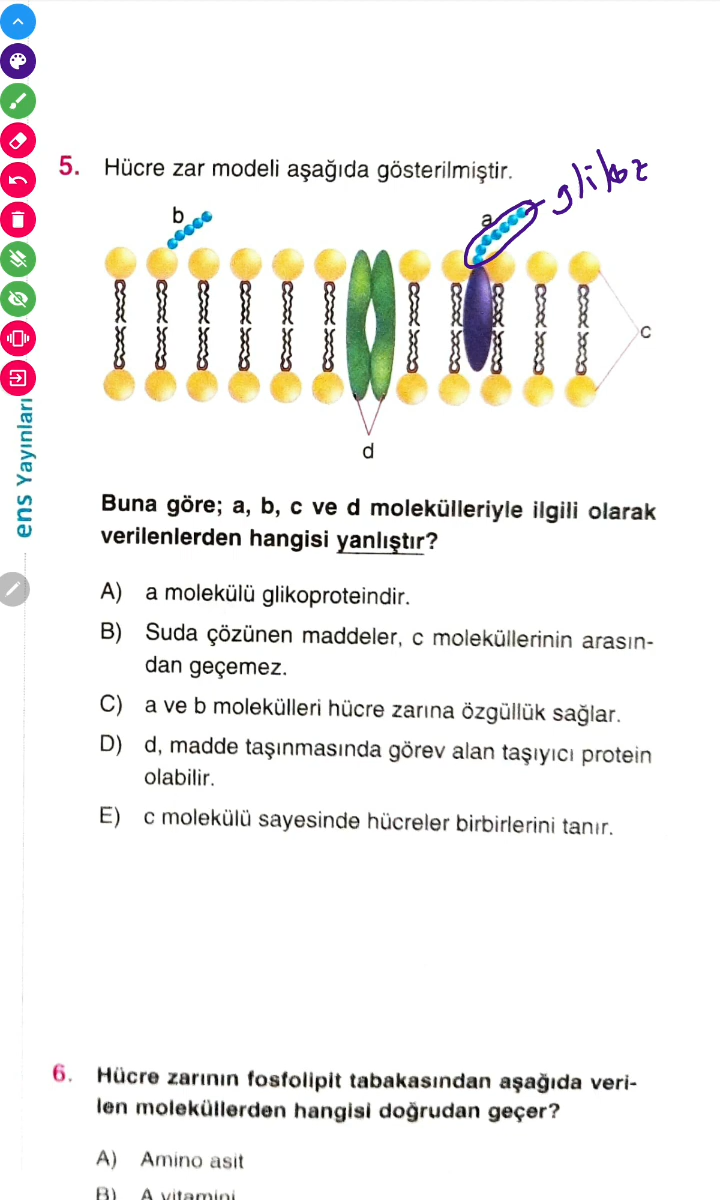 5. Hücre zar modeli aşağıda gösterilmiştir.
glikoz
b
a
c
d
ens Yayınları
Buna göre; a, b, c ve d molekülleriyle ilgili olarak
verilenlerden hangisi yanlıştır?
A) a molekülü glikoproteindir.
B) Suda çözünen maddeler, c moleküllerinin arasın-
dan geçemez.
C) a ve b molekülleri hücre zarına özgüllük sağlar.
D) d, madde taşınmasında görev alan taşıyıcı protein
olabilir.
E) c molekülü sayesinde hücreler birbirlerini tanır.
6. Hücre zarının fosfolipit tabakasından aşağıda veri-
len moleküllerden hangisi doğrudan geçer?
A) Amino asit
B) A vitamini